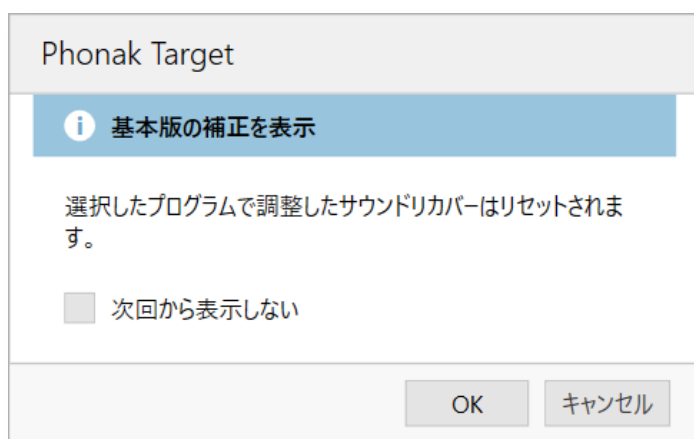 Phonak Target
基本版の補正を表示
選択したプログラムで調整したサウンドリカバーはリセットされま
す。
次回から表示しない
OK キャンセル